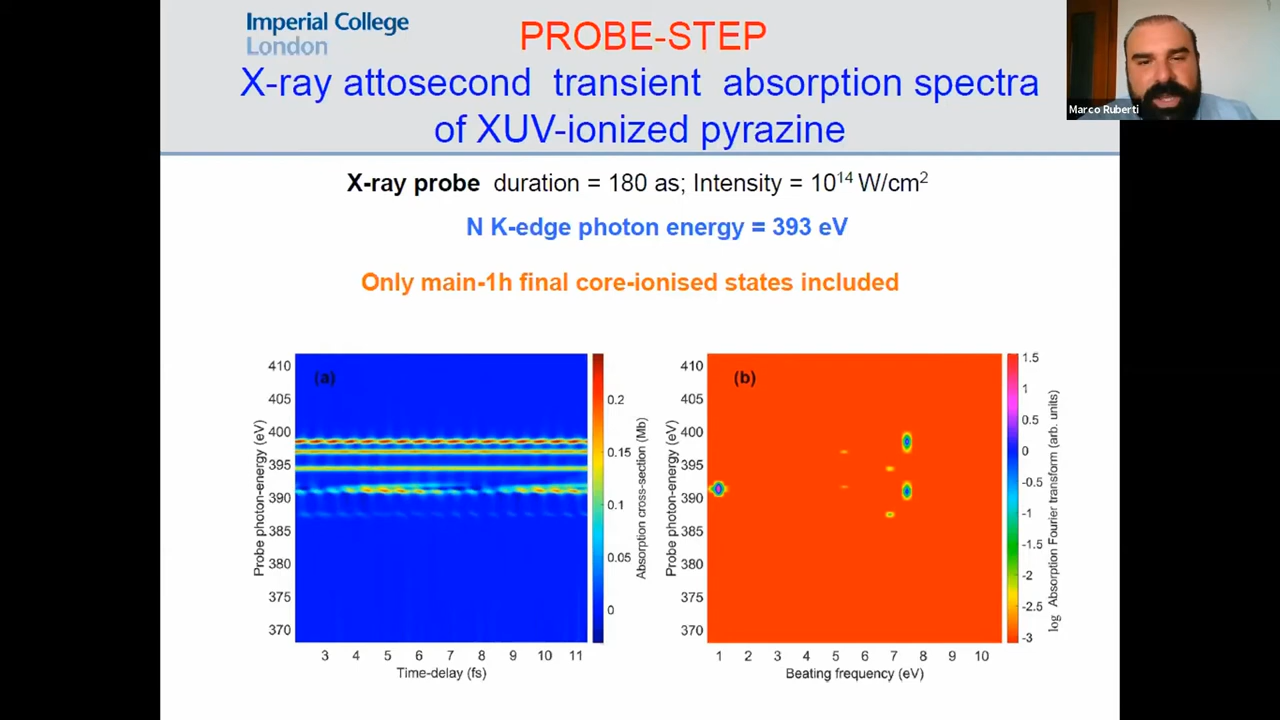 Imperial College
London
PROBE-STEP
X-ray attosecond transient absorption spectra
of XUV-ionized pyrazine
Marco Ruberti
X-ray probe duration = 180 as; Intensity = 10¹⁴ W/cm²
N K-edge photon energy = 393 eV
Only main-1h final core-ionised states included
(a)
Probe photon-energy (eV)
410
405
400
395
390
385
380
375
370
3 4 5 6 7 8 9 10 11
Time-delay (fs)
0.2
0.15
0.1
0.05
0
Absorption cross-section (Mb)
(b)
Probe photon-energy (eV)
410
405
400
395
390
385
380
375
370
1 2 3 4 5 6 7 8 9 10
Beating frequency (eV)
1.5
1
0.5
0
-0.5
-1
-1.5
-2
-2.5
-3
log Absorption Fourier transform (arb. units)